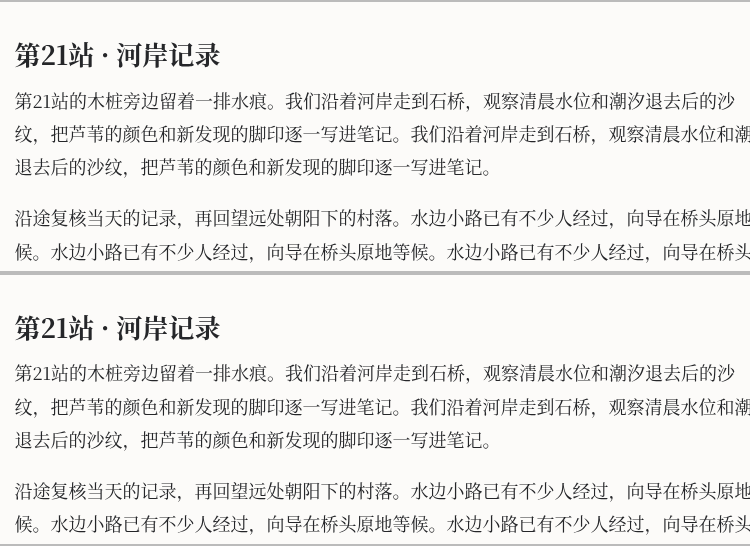 第21站 · 河岸记录
第21站的木桩旁边留着一排水痕。我们沿着河岸走到石桥，观察清晨水位和潮汐退去后的沙
纹，把芦苇的颜色和新发现的脚印逐一写进笔记。我们沿着河岸走到石桥，观察清晨水位和潮
退去后的沙纹，把芦苇的颜色和新发现的脚印逐一写进笔记。
沿途复核当天的记录，再回望远处朝阳下的村落。水边小路已有不少人经过，向导在桥头原地
候。水边小路已有不少人经过，向导在桥头原地等候。水边小路已有不少人经过，向导在桥头
第21站 · 河岸记录
第21站的木桩旁边留着一排水痕。我们沿着河岸走到石桥，观察清晨水位和潮汐退去后的沙
纹，把芦苇的颜色和新发现的脚印逐一写进笔记。我们沿着河岸走到石桥，观察清晨水位和潮
退去后的沙纹，把芦苇的颜色和新发现的脚印逐一写进笔记。
沿途复核当天的记录，再回望远处朝阳下的村落。水边小路已有不少人经过，向导在桥头原地
候。水边小路已有不少人经过，向导在桥头原地等候。水边小路已有不少人经过，向导在桥头